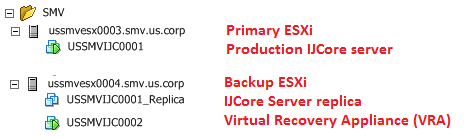 SMV
ussmvesx0003.smv.us.corp Primary ESXi
USSMVIJC0001 Production IJCore server
ussmvesx0004.smv.us.corp Backup ESXi
USSMVIJC0001_Replica IJCore Server replica
USSMVIJC0002 Virtual Recovery Appliance (VRA)